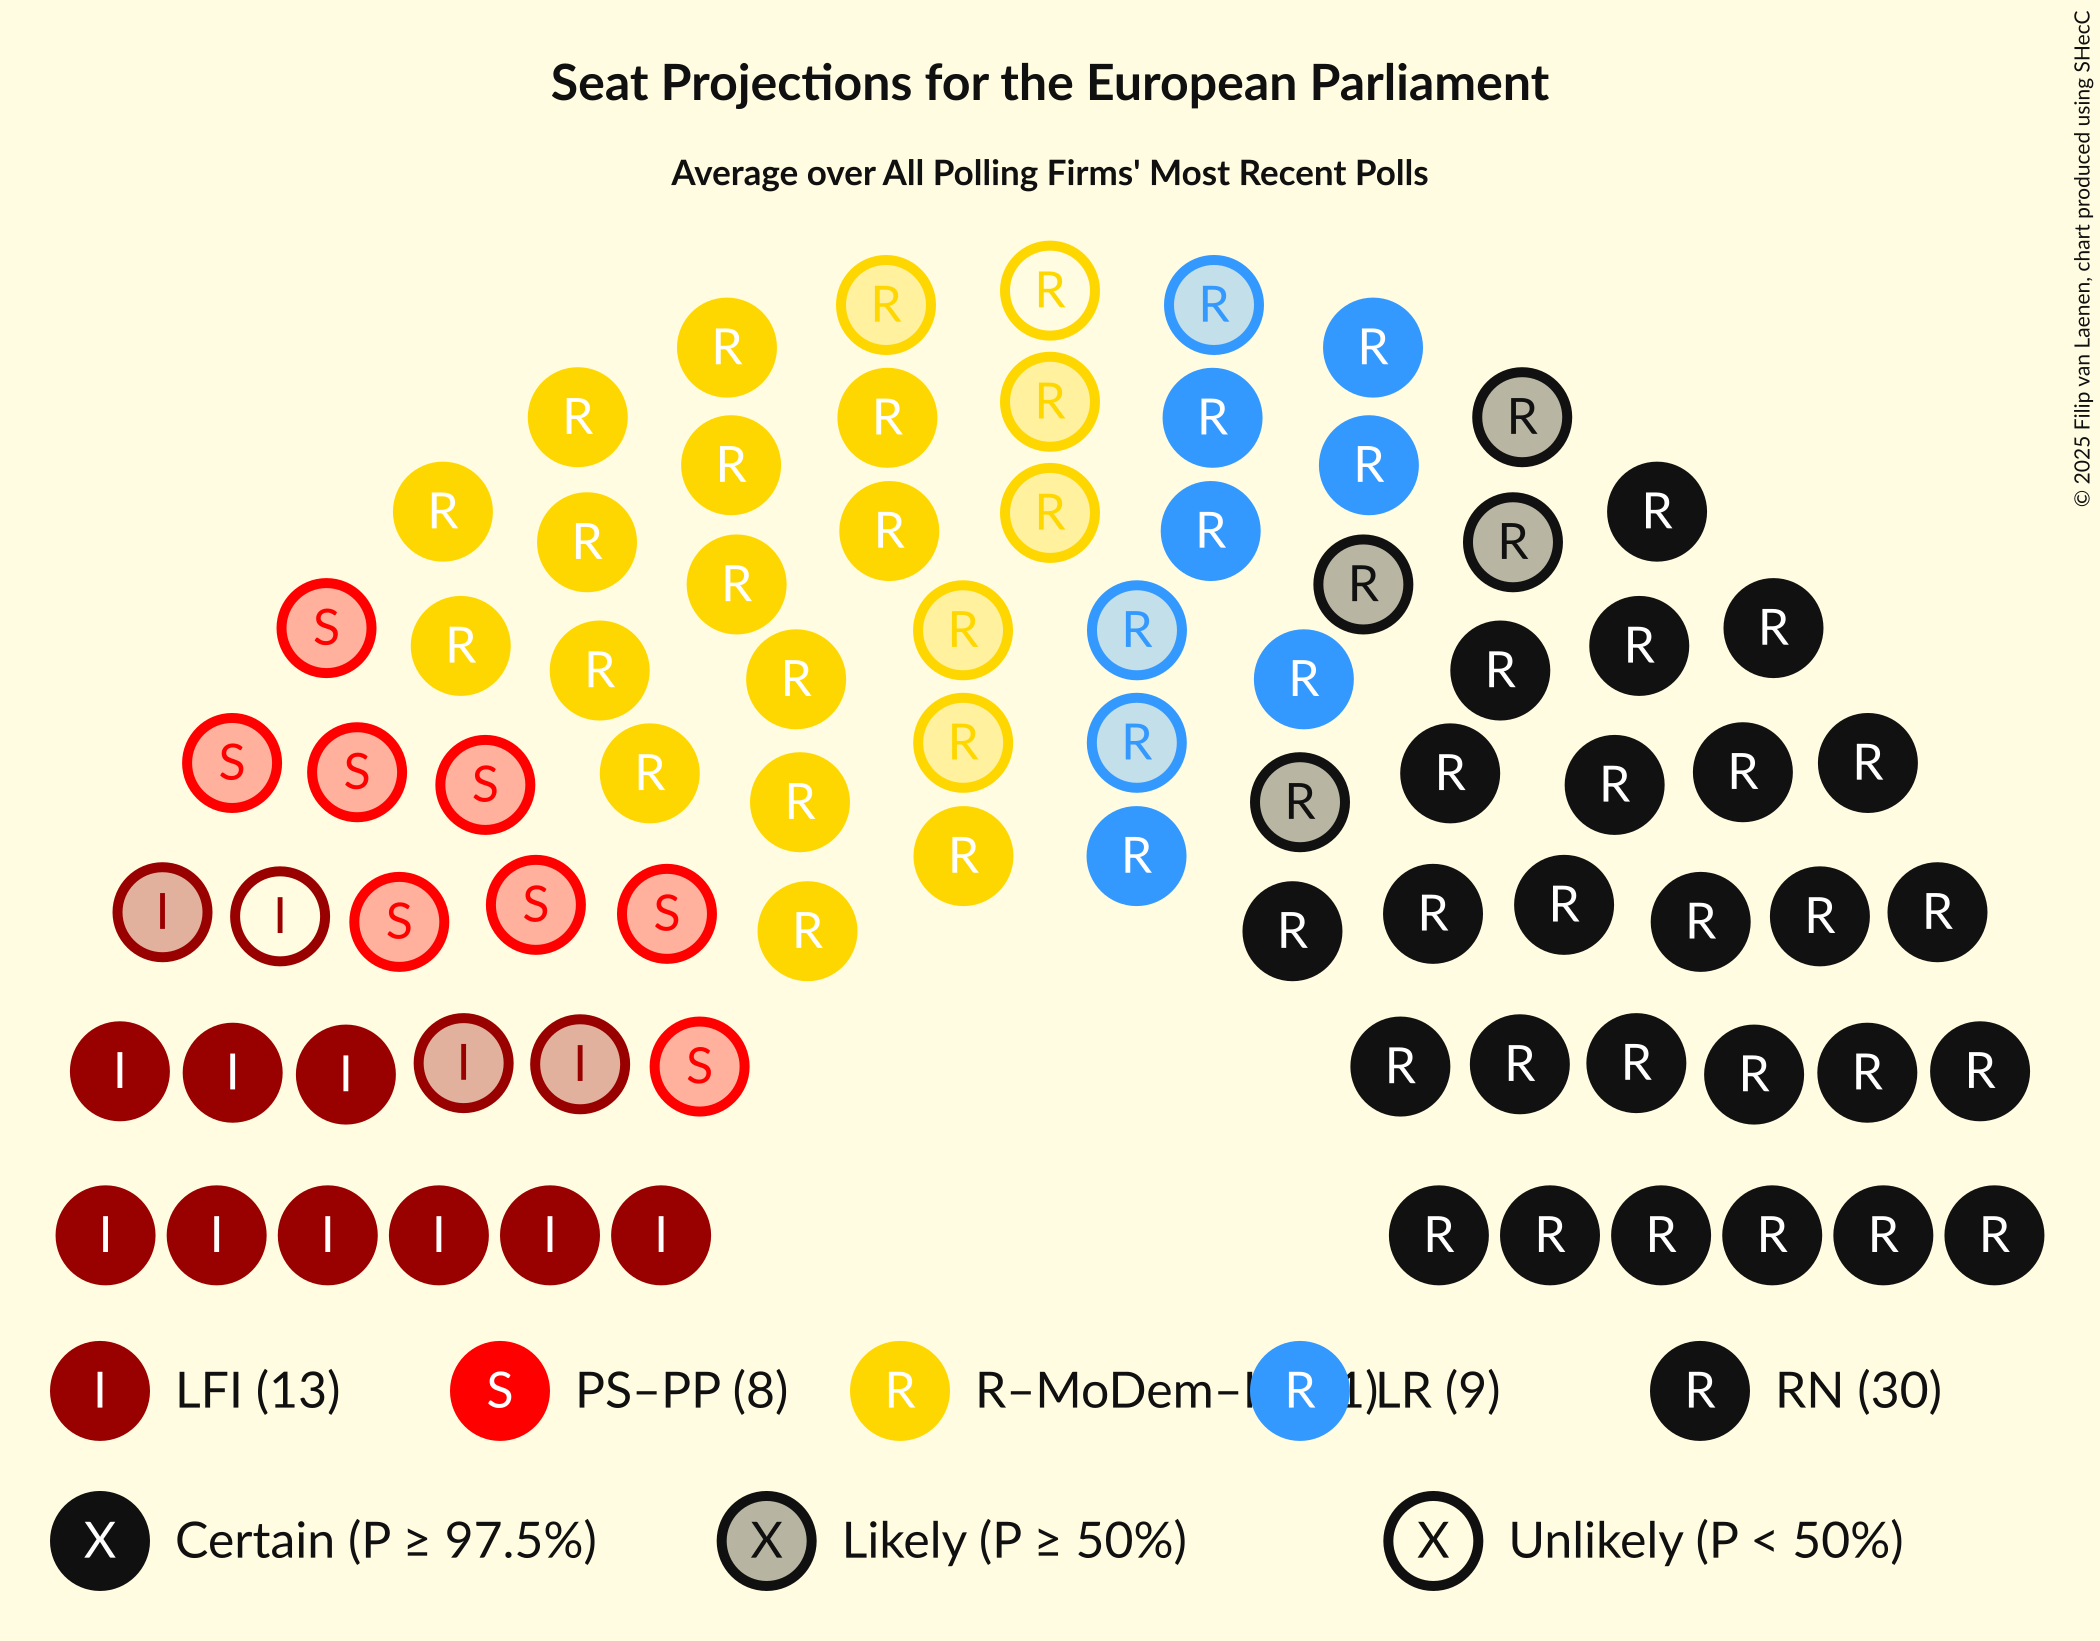 Seat Projections for the European Parliament
Average over All Polling Firms' Most Recent Polls
© 2025 Filip van Laenen, chart produced using SHecC
R R R
R R
R R
R R R
R R
R R
R R
R R R
R R
R R
S R R S R R
R R R R
R R R
S S S R R R R R R
R R
R R
I I S S S R R R R R R R
I I I I I S R R R R R R
I I I I I I R R R R R R
I LFI (13) S PS–PP (8) R R–MoDem– 1) R LR (9) R RN (30)
X Certain (P ≥ 97.5%) X Likely (P ≥ 50%) X Unlikely (P < 50%)